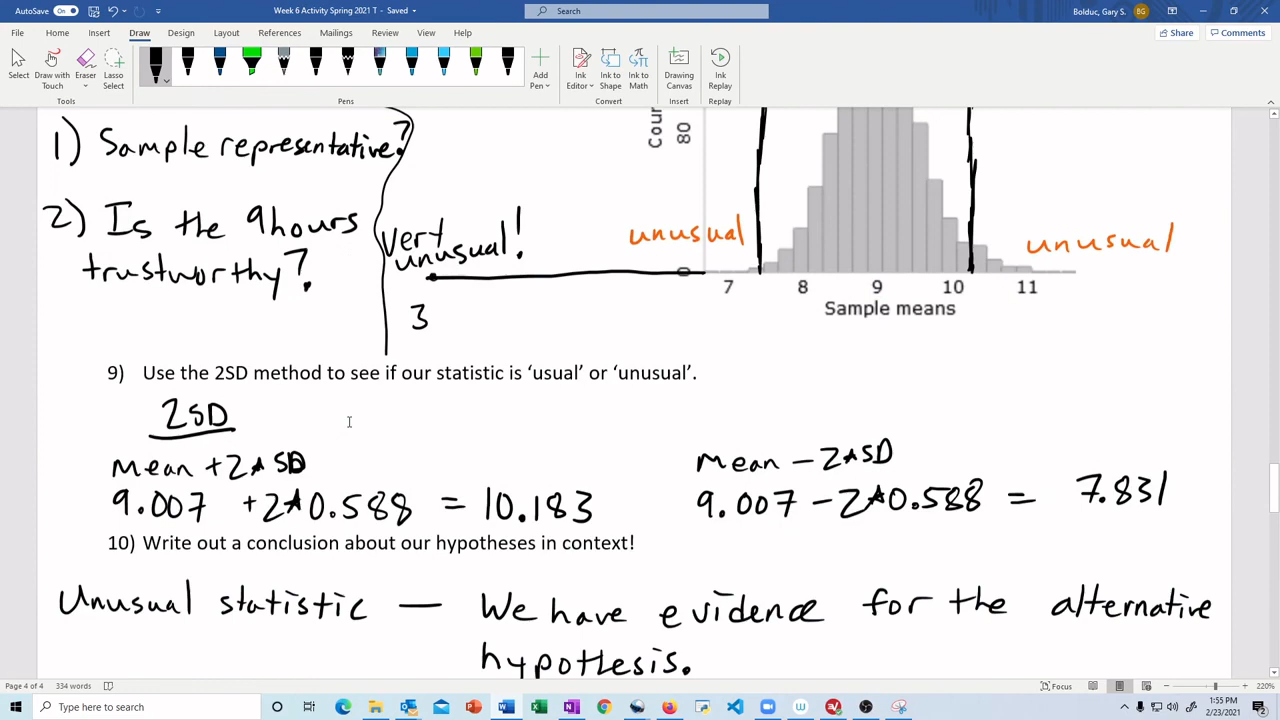 AutoSave On Week 6 Activity Spring 2021 T - Saved Search Bolduc, Gary S. GB
File Home Insert Draw Design Layout References Mailings Review View Help Share Comments
Select Draw with Touch Eraser Lasso Select Add Pen Ink Editor Ink to Shape Ink to Math Drawing Canvas Ink Replay
Tools Pens Convert Insert Replay
1) Sample representative?
2) Is the 9 hours
trustworthy?
Vert
unusual!
3
Cour
80
0
unusual
unusual
7 8 9 10 11
Sample means
9) Use the 2SD method to see if our statistic is ‘usual’ or ‘unusual’.
2SD
Mean + 2*SD
9.007 + 2*0.588 = 10.183
Mean - 2*SD
9.007 - 2*0.588 = 7.831
10) Write out a conclusion about our hypotheses in context!
Unusual statistic — We have evidence for the alternative
hypothesis.
Page 4 of 4 334 words Focus 220%
Type here to search 1:55 PM
2/23/2021